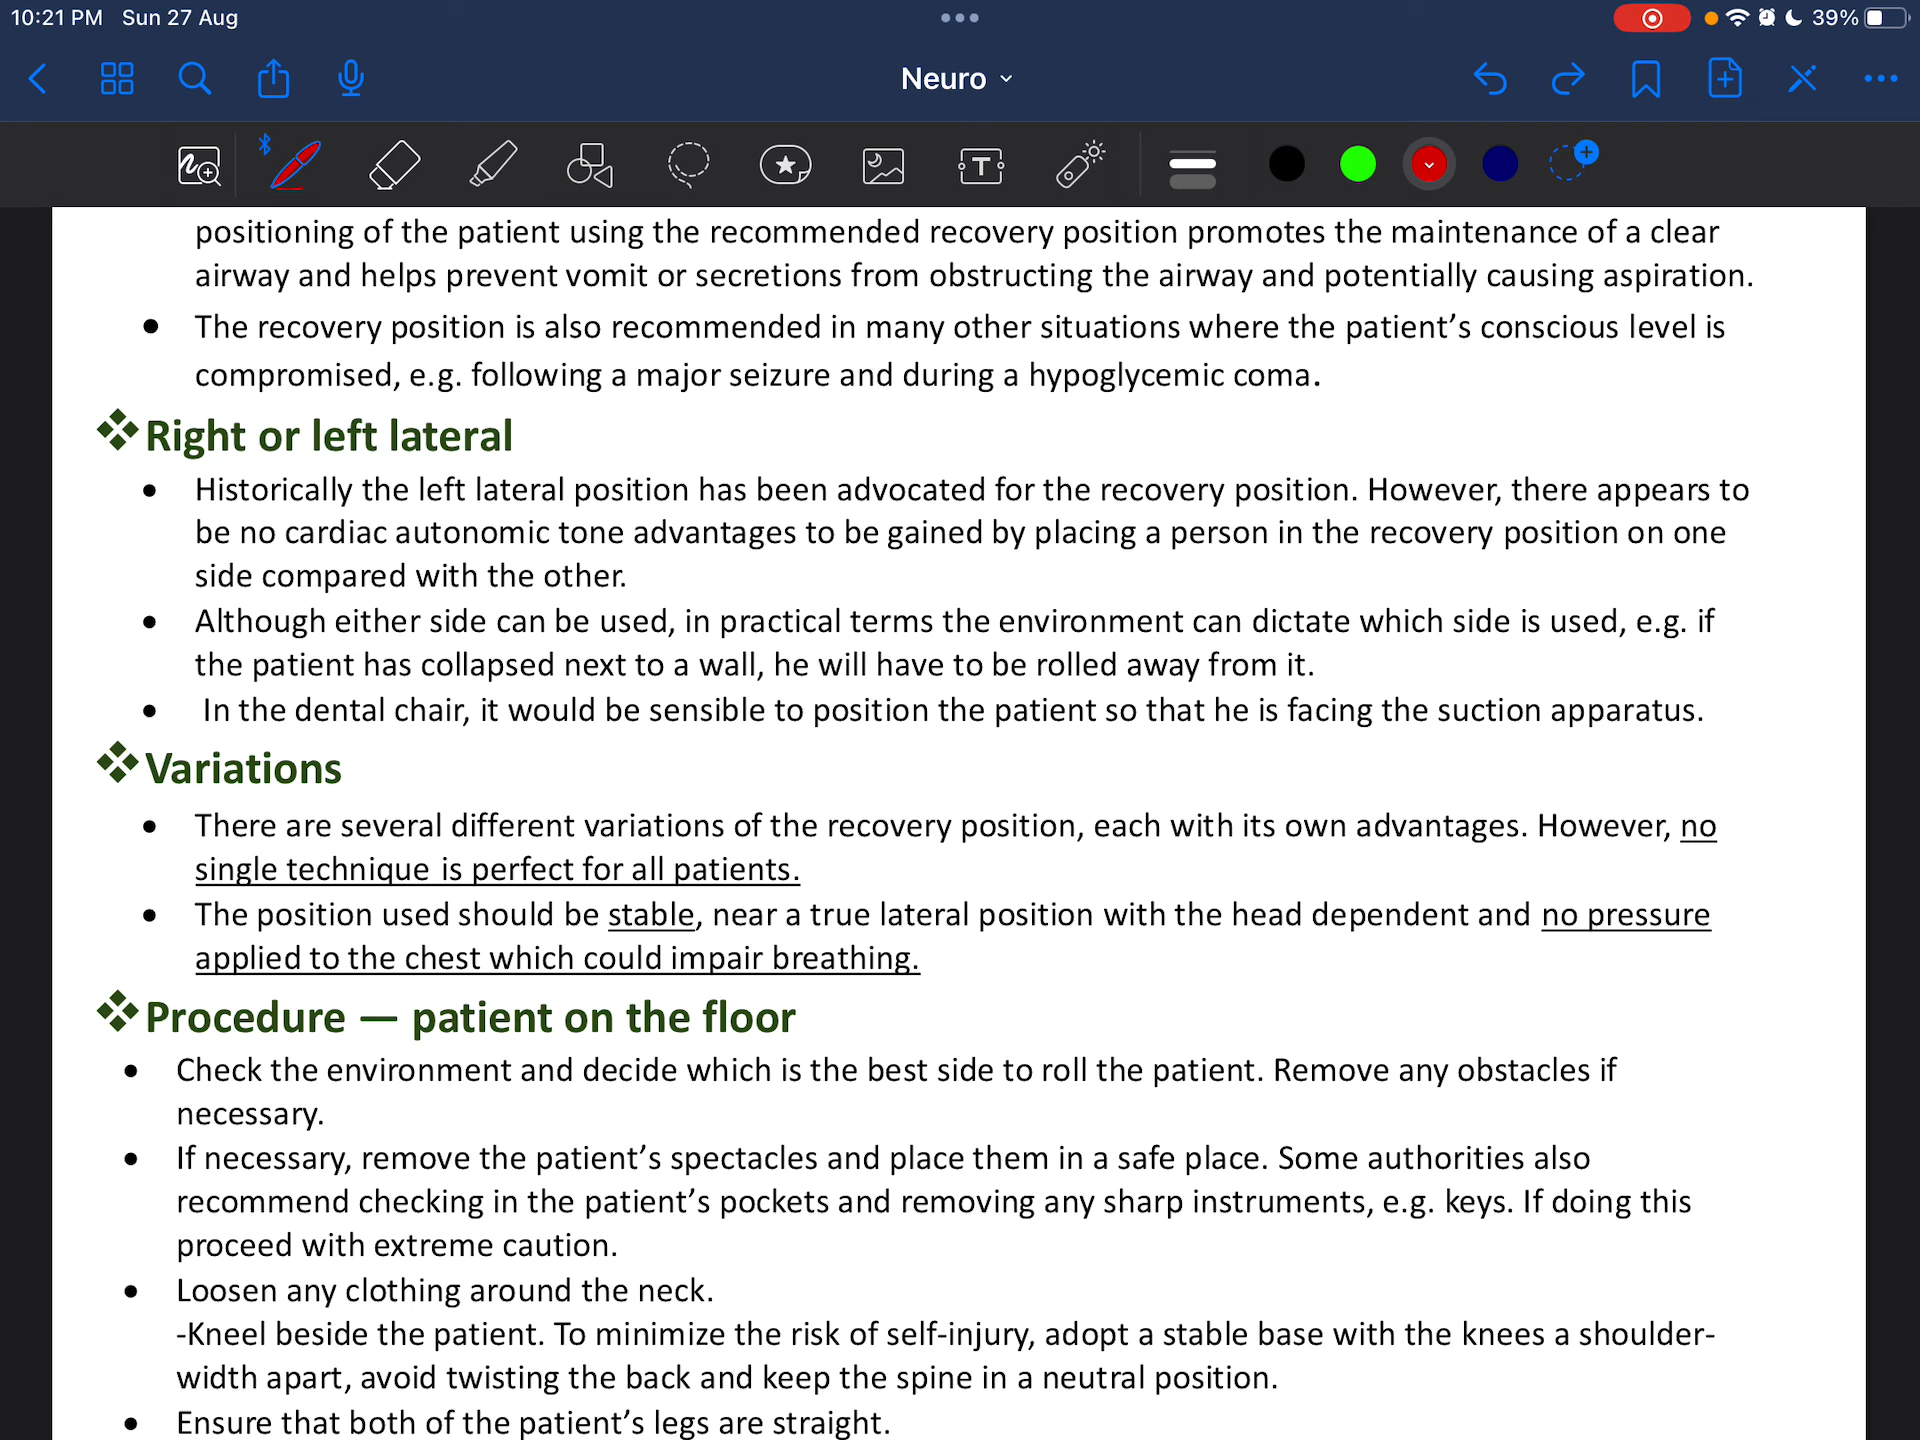 10:21 PM Sun 27 Aug
39%
Neuro
T
positioning of the patient using the recommended recovery position promotes the maintenance of a clear
airway and helps prevent vomit or secretions from obstructing the airway and potentially causing aspiration.
• The recovery position is also recommended in many other situations where the patient’s conscious level is
compromised, e.g. following a major seizure and during a hypoglycemic coma.
❖Right or left lateral
• Historically the left lateral position has been advocated for the recovery position. However, there appears to
be no cardiac autonomic tone advantages to be gained by placing a person in the recovery position on one
side compared with the other.
• Although either side can be used, in practical terms the environment can dictate which side is used, e.g. if
the patient has collapsed next to a wall, he will have to be rolled away from it.
• In the dental chair, it would be sensible to position the patient so that he is facing the suction apparatus.
❖Variations
• There are several different variations of the recovery position, each with its own advantages. However, no
single technique is perfect for all patients.
• The position used should be stable, near a true lateral position with the head dependent and no pressure
applied to the chest which could impair breathing.
❖Procedure — patient on the floor
• Check the environment and decide which is the best side to roll the patient. Remove any obstacles if
necessary.
• If necessary, remove the patient’s spectacles and place them in a safe place. Some authorities also
recommend checking in the patient’s pockets and removing any sharp instruments, e.g. keys. If doing this
proceed with extreme caution.
• Loosen any clothing around the neck.
-Kneel beside the patient. To minimize the risk of self-injury, adopt a stable base with the knees a shoulder-
width apart, avoid twisting the back and keep the spine in a neutral position.
• Ensure that both of the patient’s legs are straight.